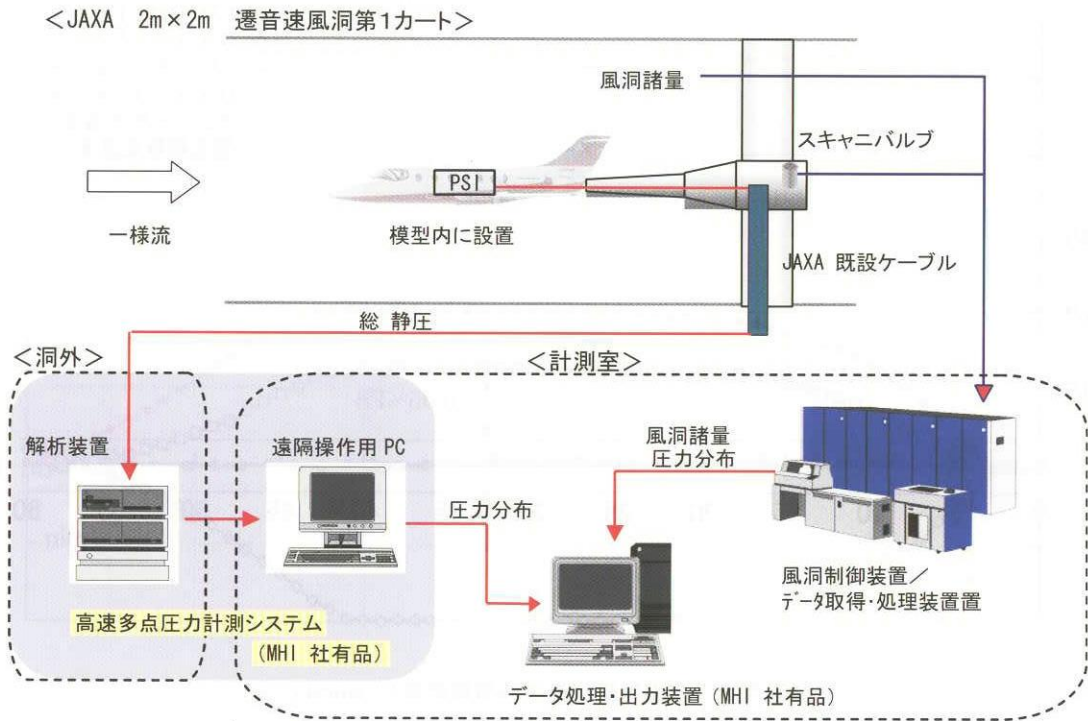 ＜JAXA 2m×2m 遷音速風洞第1カート＞
風洞諸量
スキャニバルブ
PSI
一様流
模型内に設置
JAXA 既設ケーブル
総 静圧
＜洞外＞
＜計測室＞
解析装置
遠隔操作用 PC
風洞諸量
圧力分布
圧力分布
風洞制御装置／
データ取得・処理装置置
高速多点圧力計測システム
(MHI 社有品)
データ処理・出力装置 (MHI 社有品)